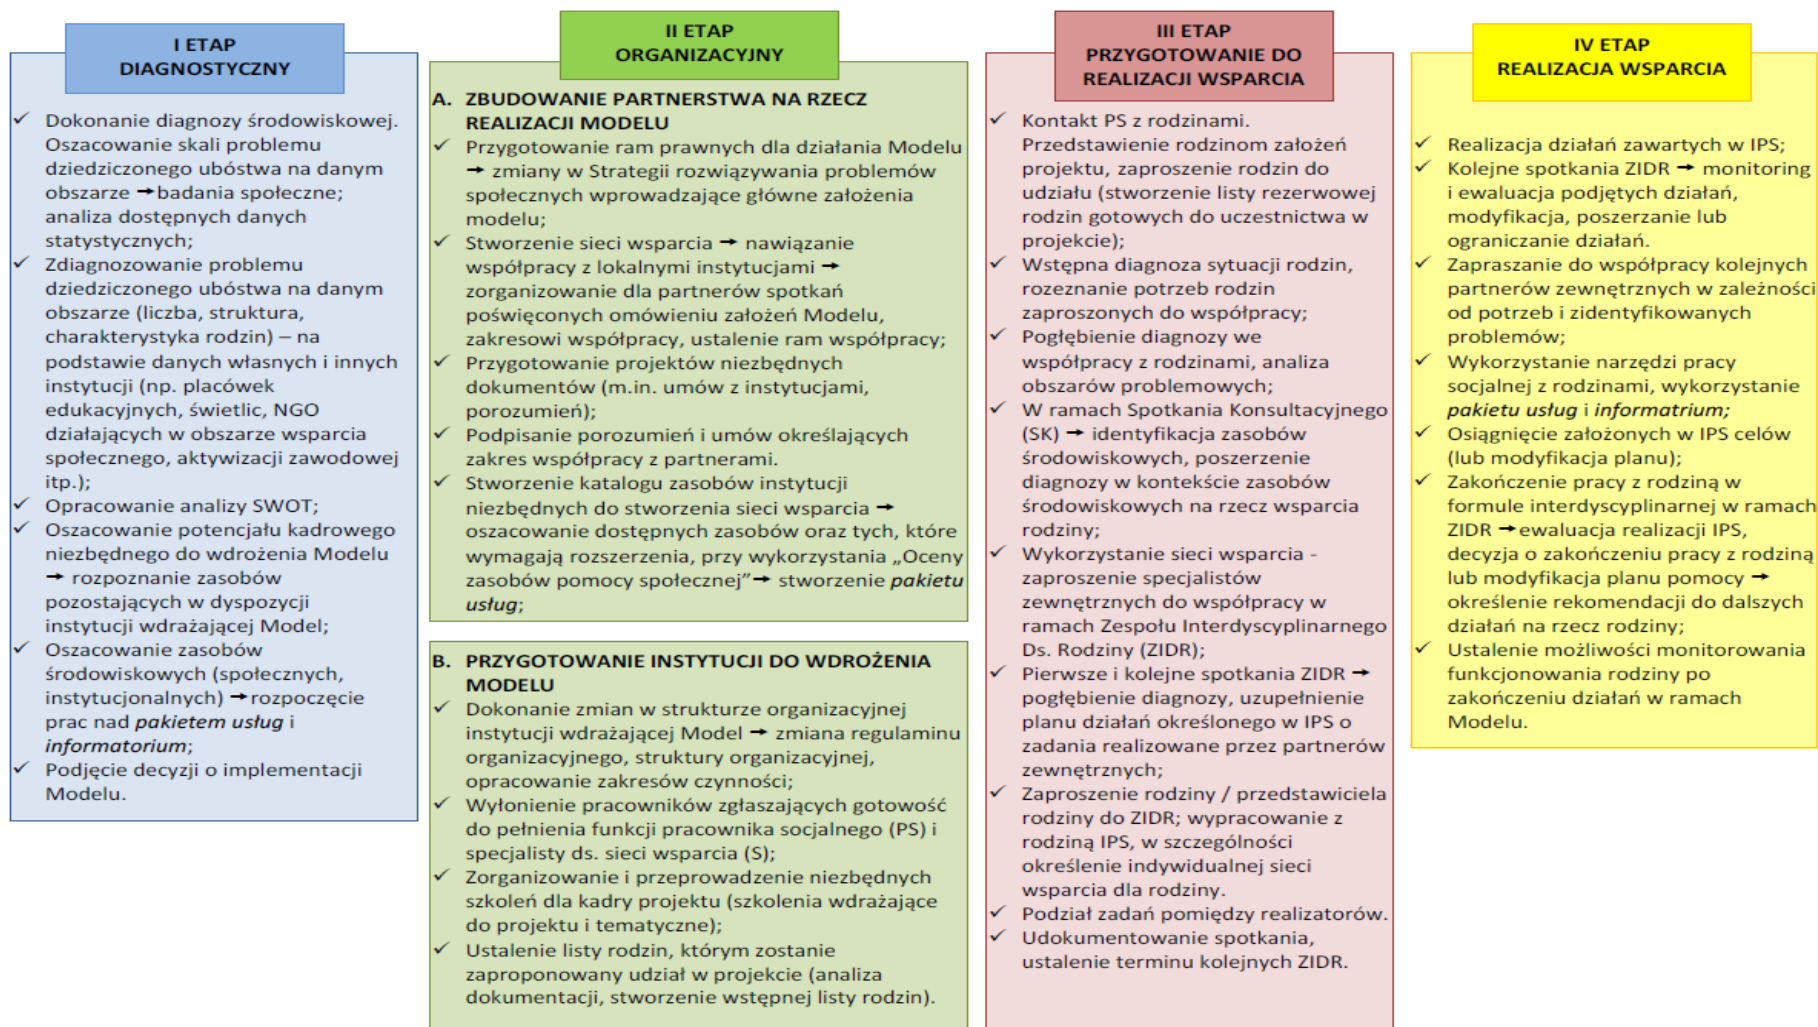 I ETAP
DIAGNOSTYCZNY
✓ Dokonanie diagnozy środowiskowej.
Oszacowanie skali problemu
dziedziczonego ubóstwa na danym
obszarze → badania społeczne;
analiza dostępnych danych
statystycznych;
✓ Zdiagnozowanie problemu
dziedziczonego ubóstwa na danym
obszarze (liczba, struktura,
charakterystyka rodzin) – na
podstawie danych własnych i innych
instytucji (np. placówek
edukacyjnych, świetlic, NGO
działających w obszarze wsparcia
społecznego, aktywizacji zawodowej
itp.);
✓ Opracowanie analizy SWOT;
✓ Oszacowanie potencjału kadrowego
niezbędnego do wdrożenia Modelu
→ rozpoznanie zasobów
pozostających w dyspozycji
instytucji wdrażającej Model;
✓ Oszacowanie zasobów
środowiskowych (społecznych,
instytucjonalnych) → rozpoczęcie
prac nad pakietem usług i
informatorium;
✓ Podjęcie decyzji o implementacji
Modelu.
II ETAP
ORGANIZACYJNY
A. ZBUDOWANIE PARTNERSTWA NA RZECZ
REALIZACJI MODELU
✓ Przygotowanie ram prawnych dla działania Modelu
→ zmiany w Strategii rozwiązywania problemów
społecznych wprowadzające główne założenia
modelu;
✓ Stworzenie sieci wsparcia → nawiązanie
współpracy z lokalnymi instytucjami →
zorganizowanie dla partnerów spotkań
poświęconych omówieniu założeń Modelu,
zakresowi współpracy, ustalenie ram współpracy;
✓ Przygotowanie projektów niezbędnych
dokumentów (m.in. umów z instytucjami,
porozumień);
✓ Podpisanie porozumień i umów określających
zakres współpracy z partnerami.
✓ Stworzenie katalogu zasobów instytucji
niezbędnych do stworzenia sieci wsparcia →
oszacowanie dostępnych zasobów oraz tych, które
wymagają rozszerzenia, przy wykorzystania „Oceny
zasobów pomocy społecznej” → stworzenie pakietu
usług;
B. PRZYGOTOWANIE INSTYTUCJI DO WDROŻENIA
MODELU
✓ Dokonanie zmian w strukturze organizacyjnej
instytucji wdrażającej Model → zmiana regulaminu
organizacyjnego, struktury organizacyjnej,
opracowanie zakresów czynności;
✓ Wyłonienie pracowników zgłaszających gotowość
do pełnienia funkcji pracownika socjalnego (PS) i
specjalisty ds. sieci wsparcia (S);
✓ Zorganizowanie i przeprowadzenie niezbędnych
szkoleń dla kadry projektu (szkolenia wdrażające
do projektu i tematyczne);
✓ Ustalenie listy rodzin, którym zostanie
zaproponowany udział w projekcie (analiza
dokumentacji, stworzenie wstępnej listy rodzin).
III ETAP
PRZYGOTOWANIE DO
REALIZACJI WSPARCIA
✓ Kontakt PS z rodzinami.
Przedstawienie rodzinom założeń
projektu, zaproszenie rodzin do
udziału (stworzenie listy rezerwowej
rodzin gotowych do uczestnictwa w
projekcie);
✓ Wstępna diagnoza sytuacji rodzin,
rozeznanie potrzeb rodzin
zaproszonych do współpracy;
✓ Pogłębienie diagnozy we
współpracy z rodzinami, analiza
obszarów problemowych;
✓ W ramach Spotkania Konsultacyjnego
(SK) → identyfikacja zasobów
środowiskowych, poszerzenie
diagnozy w kontekście zasobów
środowiskowych na rzecz wsparcia
rodziny;
✓ Wykorzystanie sieci wsparcia -
zaproszenie specjalistów
zewnętrznych do współpracy w
ramach Zespołu Interdyscyplinarnego
Ds. Rodziny (ZIDR);
✓ Pierwsze i kolejne spotkania ZIDR →
pogłębienie diagnozy, uzupełnienie
planu działań określonego w IPS o
zadania realizowane przez partnerów
zewnętrznych;
✓ Zaproszenie rodziny / przedstawiciela
rodziny do ZIDR; wypracowanie z
rodziną IPS, w szczególności
określenie indywidualnej sieci
wsparcia dla rodziny.
✓ Podział zadań pomiędzy realizatorów.
✓ Udokumentowanie spotkania,
ustalenie terminu kolejnych ZIDR.
IV ETAP
REALIZACJA WSPARCIA
✓ Realizacja działań zawartych w IPS;
✓ Kolejne spotkania ZIDR → monitoring
i ewaluacja podjętych działań,
modyfikacja, poszerzanie lub
ograniczanie działań.
✓ Zapraszanie do współpracy kolejnych
partnerów zewnętrznych w zależności
od potrzeb i zidentyfikowanych
problemów;
✓ Wykorzystanie narzędzi pracy
socjalnej z rodzinami, wykorzystanie
pakietu usług i informatrium;
✓ Osiągnięcie założonych w IPS celów
(lub modyfikacja planu);
✓ Zakończenie pracy z rodziną w
formule interdyscyplinarnej w ramach
ZIDR → ewaluacja realizacji IPS,
decyzja o zakończeniu pracy z rodziną
lub modyfikacja planu pomocy →
określenie rekomendacji do dalszych
działań na rzecz rodziny;
✓ Ustalenie możliwości monitorowania
funkcjonowania rodziny po
zakończeniu działań w ramach
Modelu.